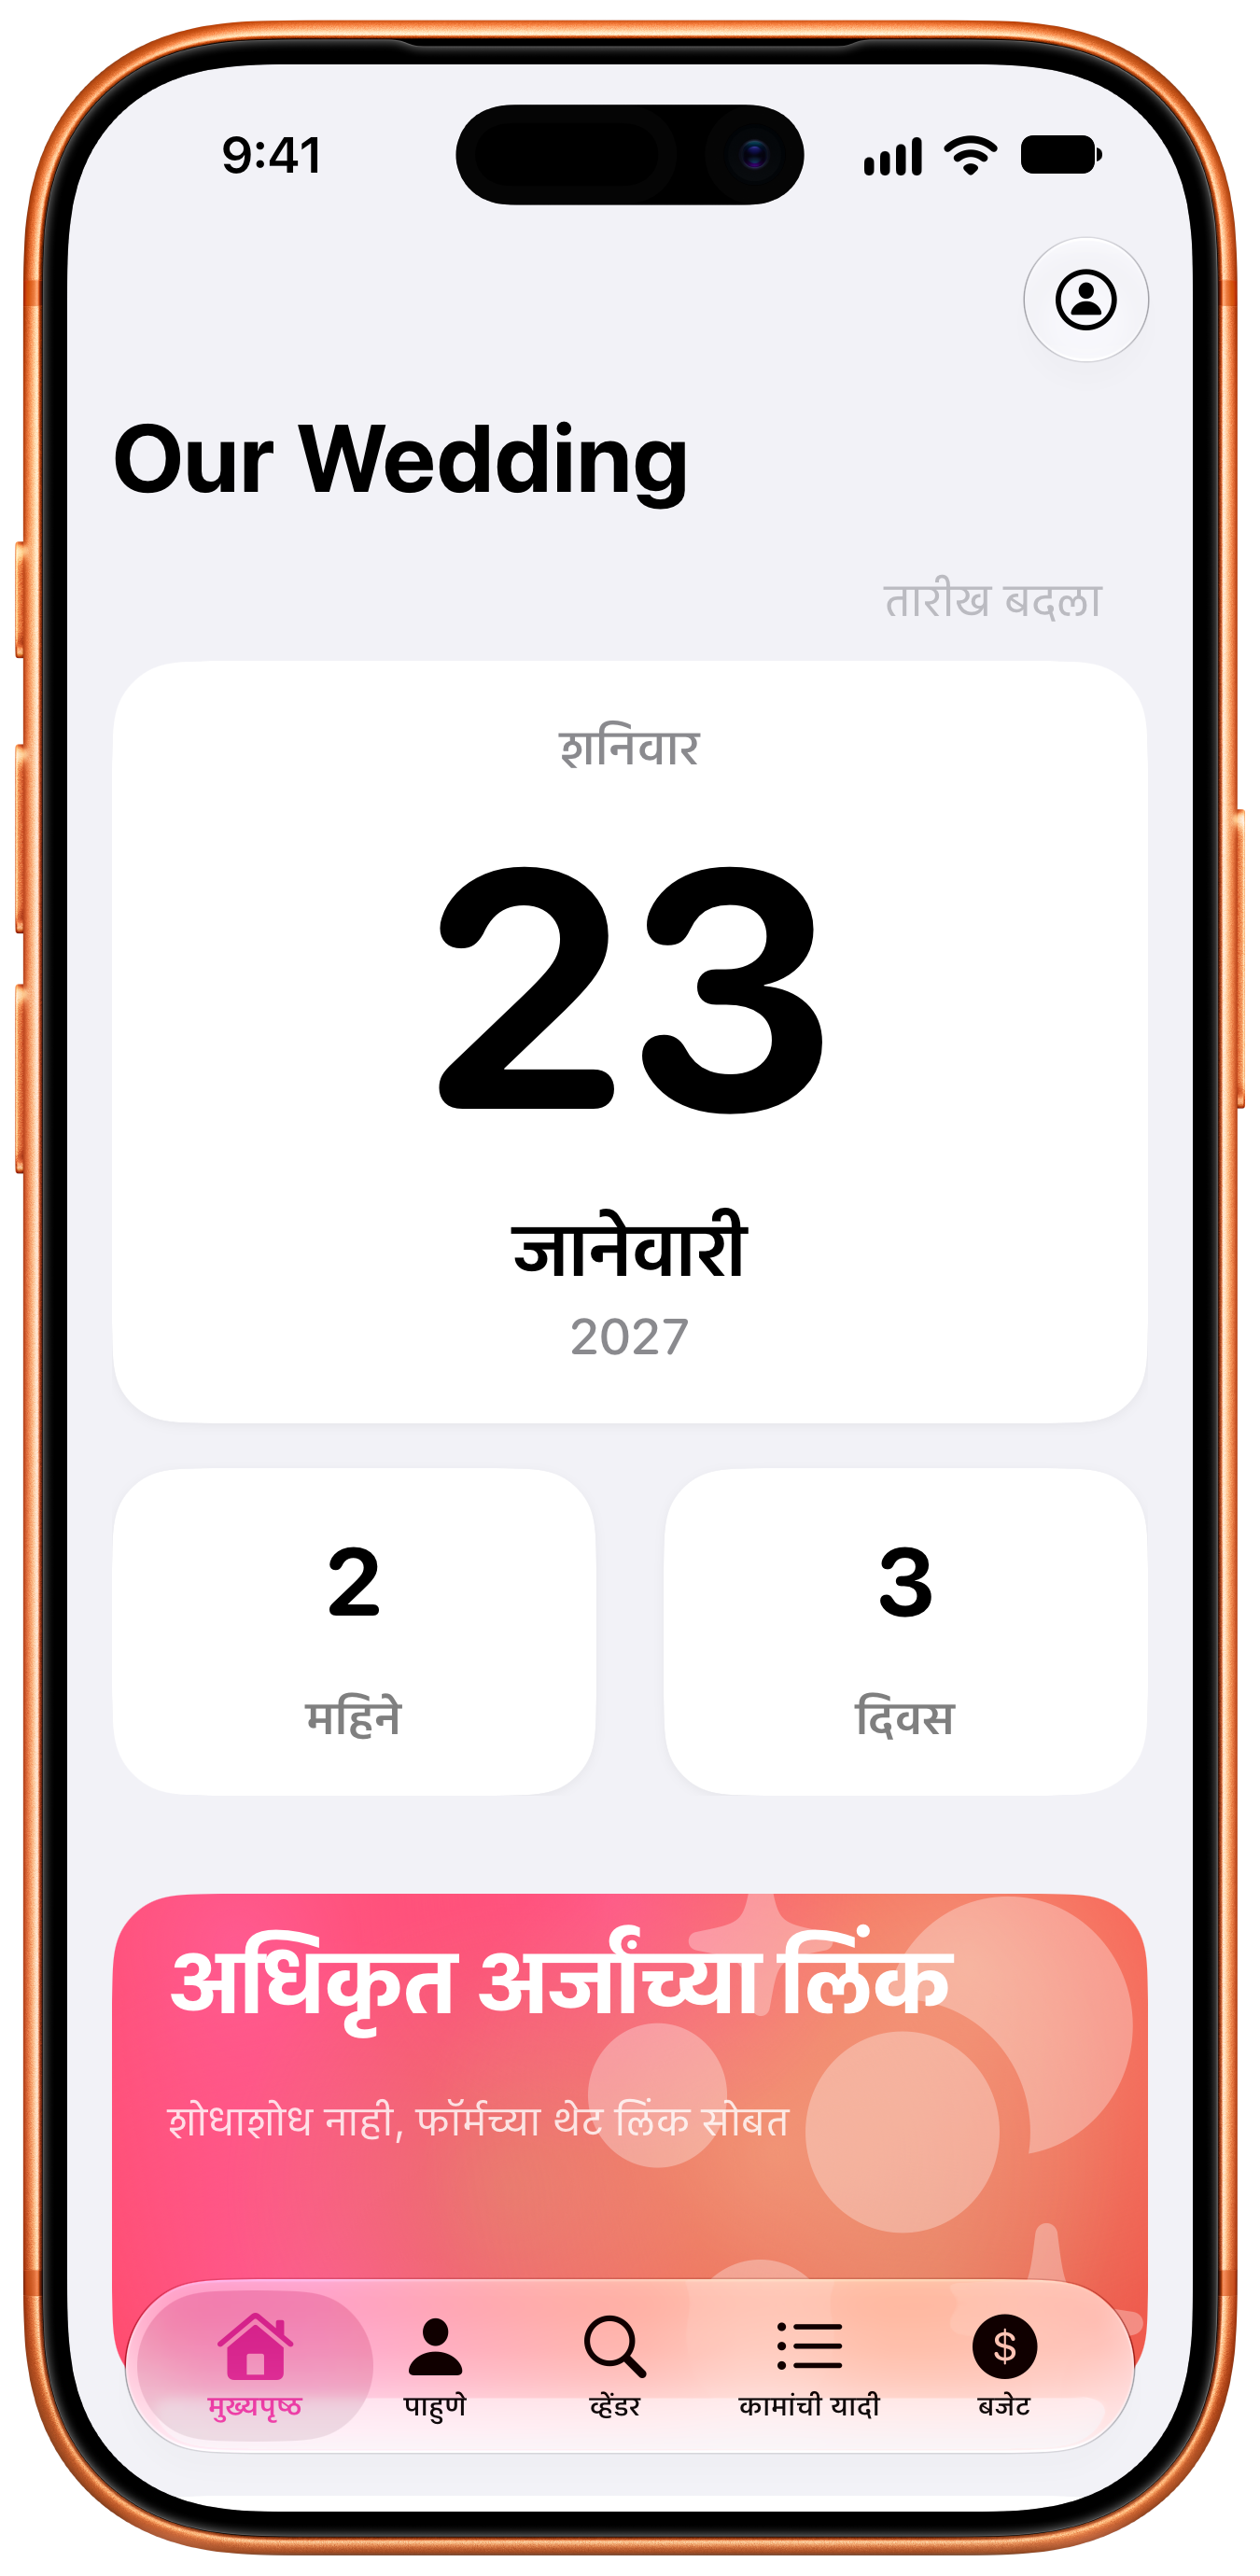 9:41
Our Wedding
तारीख बदला
शनिवार
23
जानेवारी
2027
2
महिने
3
दिवस
अधिकृत अर्जांच्या लिंक
शोधाशोध नाही, फॉर्मच्या थेट लिंक सोबत
मुख्यपृष्ठ
पाहुणे
व्हेंडर
कामांची यादी
$
बजेट